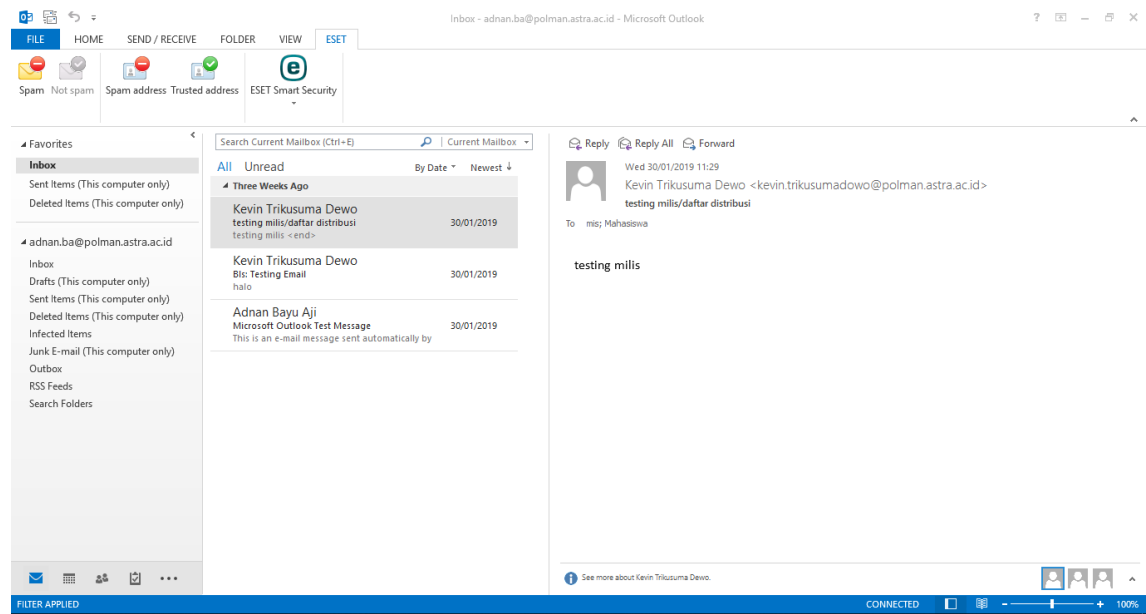 Inbox - adnan.ba@polman.astra.ac.id - Microsoft Outlook
FILE HOME SEND / RECEIVE FOLDER VIEW ESET
Spam Not spam Spam address Trusted address ESET Smart Security
Favorites
Inbox
Sent Items (This computer only)
Deleted Items (This computer only)
adnan.ba@polman.astra.ac.id
Inbox
Drafts (This computer only)
Sent Items (This computer only)
Deleted Items (This computer only)
Infected Items
Junk E-mail (This computer only)
Outbox
RSS Feeds
Search Folders
Search Current Mailbox (Ctrl+E) Current Mailbox
All Unread By Date Newest ↓
Three Weeks Ago
Kevin Trikusuma Dewo
testing milis/daftar distribusi 30/01/2019
testing milis <end>
Kevin Trikusuma Dewo
Bls: Testing Email 30/01/2019
halo
Adnan Bayu Aji
Microsoft Outlook Test Message 30/01/2019
This is an e-mail message sent automatically by
Reply Reply All Forward
Wed 30/01/2019 11:29
Kevin Trikusuma Dewo <kevin.trikusumadowo@polman.astra.ac.id>
testing milis/daftar distribusi
To mis; Mahasiswa
testing milis
See more about Kevin Trikusuma Dewo.
FILTER APPLIED CONNECTED 100%